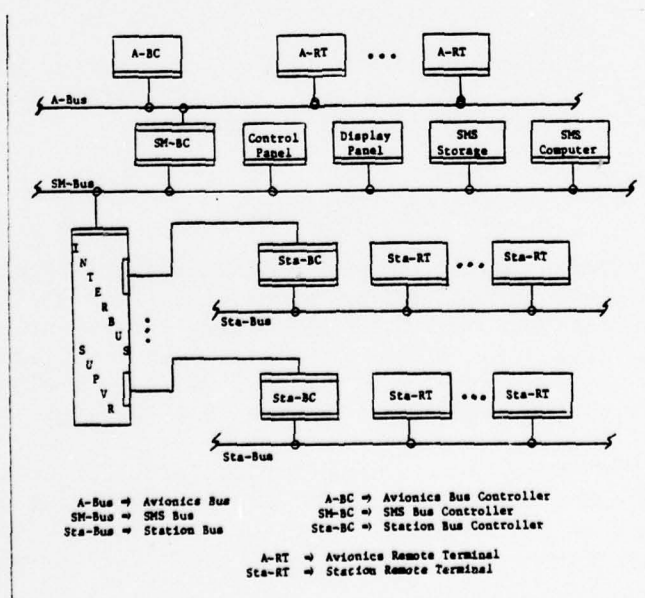 A-BC
A-RT ••• A-RT
A-Bus
SM-BC
Control Panel
Display Panel
SMS Storage
SMS Computer
SM-Bus
INTERBUS SUPVR
Sta-BC
Sta-RT ••• Sta-RT
Sta-Bus
Sta-BC
Sta-RT ••• Sta-RT
Sta-Bus
A-Bus ⇒ Avionics Bus
SM-Bus ⇒ SMS Bus
Sta-Bus ⇒ Station Bus
A-BC ⇒ Avionics Bus Controller
SM-BC ⇒ SMS Bus Controller
Sta-BC ⇒ Station Bus Controller
A-RT ⇒ Avionics Remote Terminal
Sta-RT ⇒ Station Remote Terminal